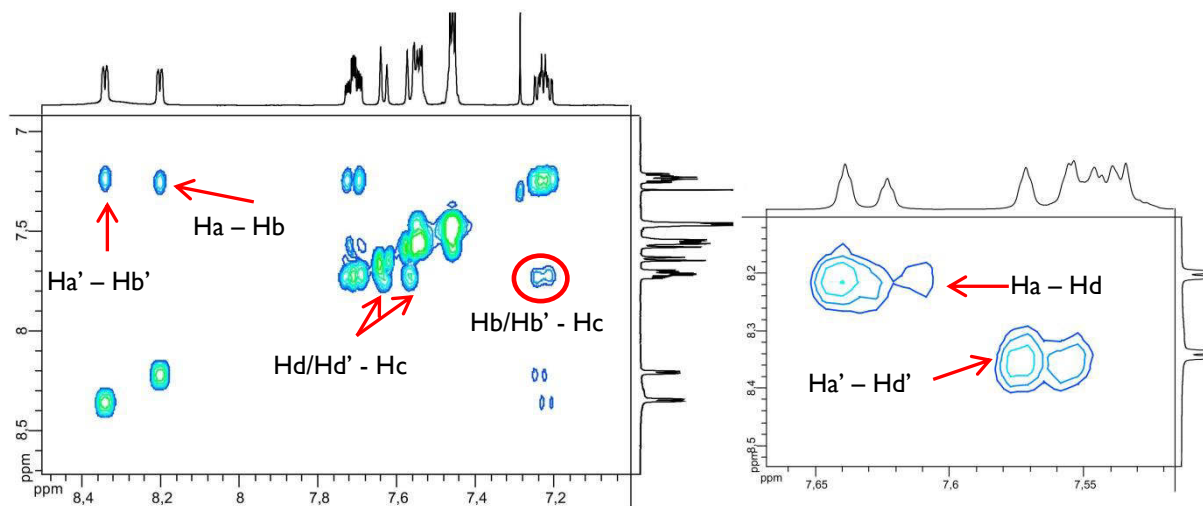 7
7,5
8
8,5
ppm
ppm
8,4
8,2
7,8
7,6
7,4
7,2
Ha – Hb
Ha’ – Hb’
Hb/Hb’ - Hc
Hd/Hd’ - Hc
8,2
8,3
8,4
8,5
ppm
ppm
7,65
7,6
7,55
Ha – Hd
Ha’ – Hd’